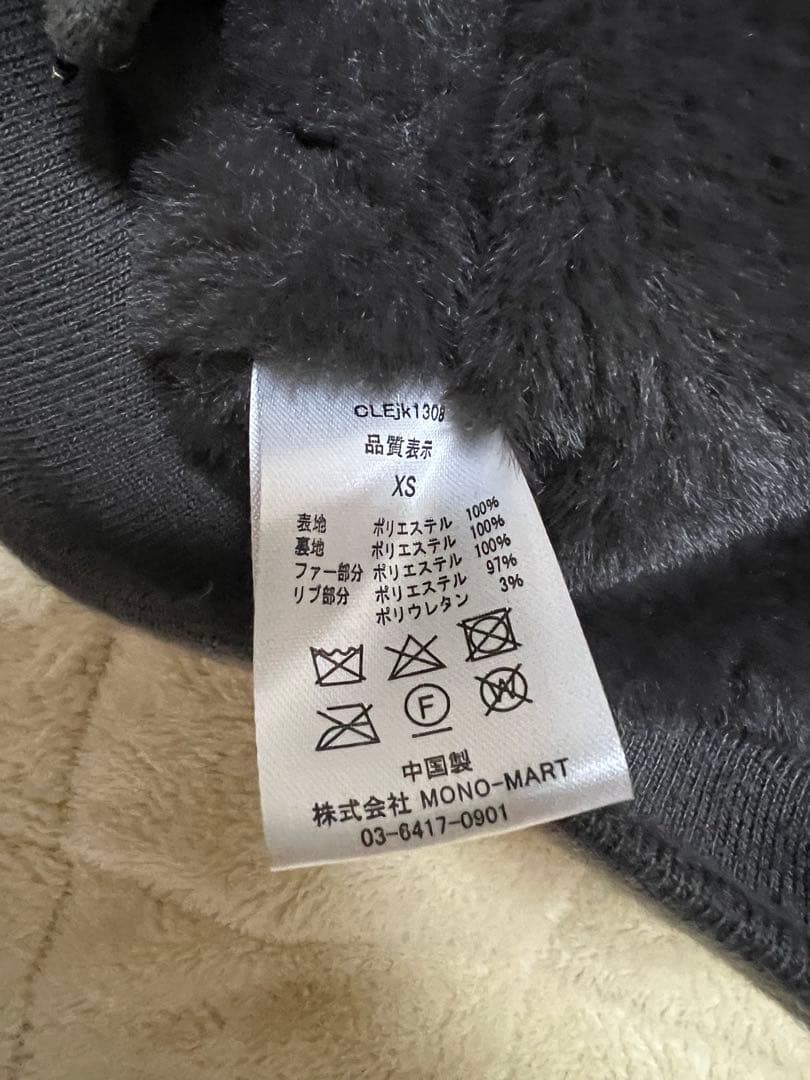 CLEjk1308
品質表示
XS
表地 ポリエステル 100%
裏地 ポリエステル 100%
ファー部分 ポリエステル 100%
リブ部分 ポリエステル 97%
ポリウレタン 3%
F W
中国製
株式会社 MONO-MART
03-6417-0901